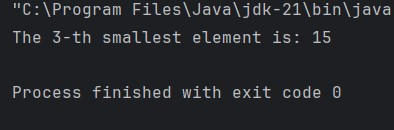 "C:\Program Files\Java\jdk-21\bin\java
The 3-th smallest element is: 15
Process finished with exit code 0